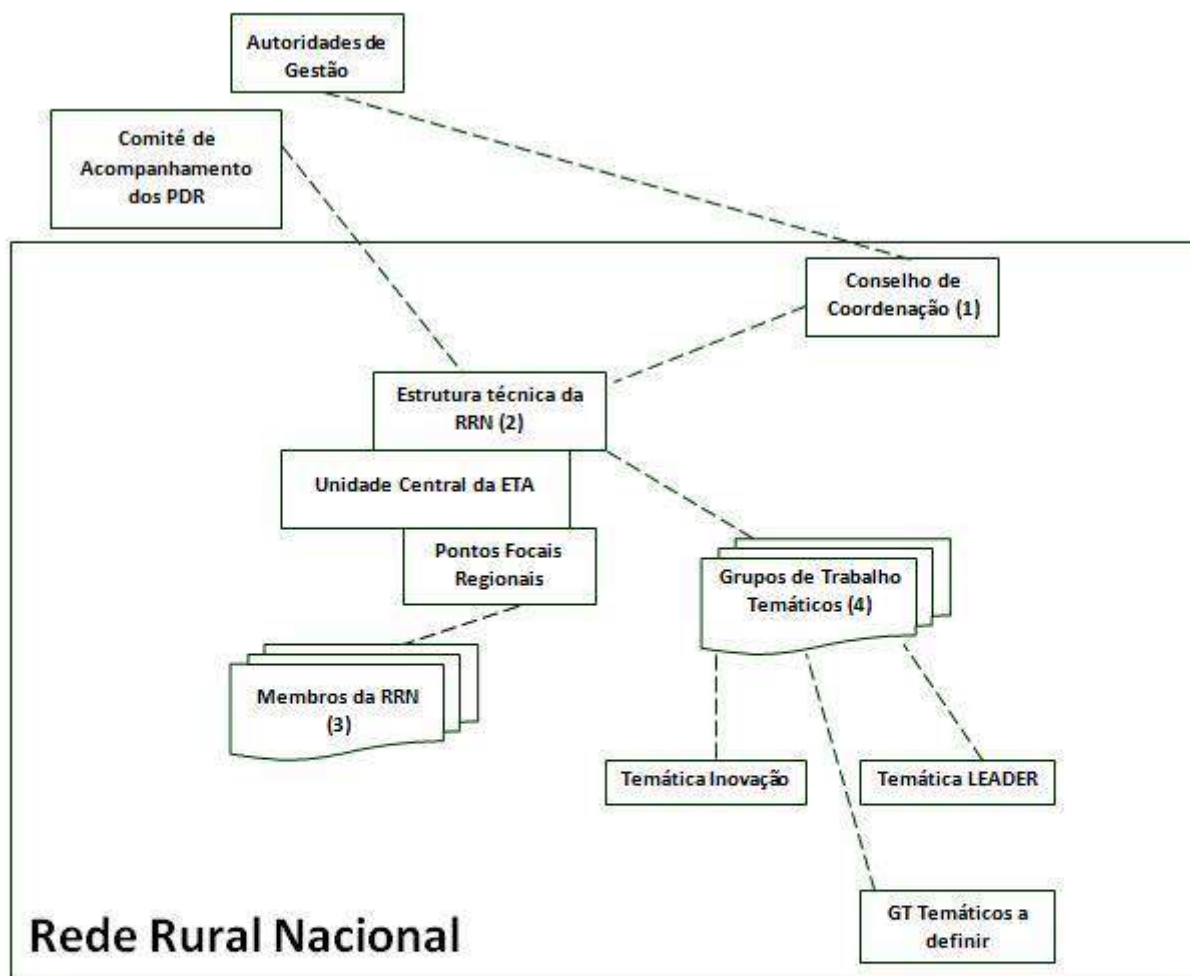 Autoridades de
Gestão
Comité de
Acompanhamento
dos PDR
Conselho de
Coordenação (1)
Estrutura técnica da
RRN (2)
Unidade Central da ETA
Pontos Focais
Regionais
Grupos de Trabalho
Temáticos (4)
Membros da RRN
(3)
Temática Inovação
Temática LEADER
GT Temáticos a
definir
Rede Rural Nacional